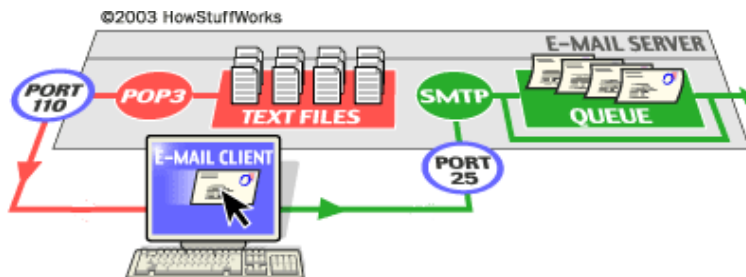 ©2003 HowStuffWorks
E-MAIL SERVER
PORT
110
POP3
TEXT FILES
SMTP
QUEUE
E-MAIL CLIENT
PORT
25